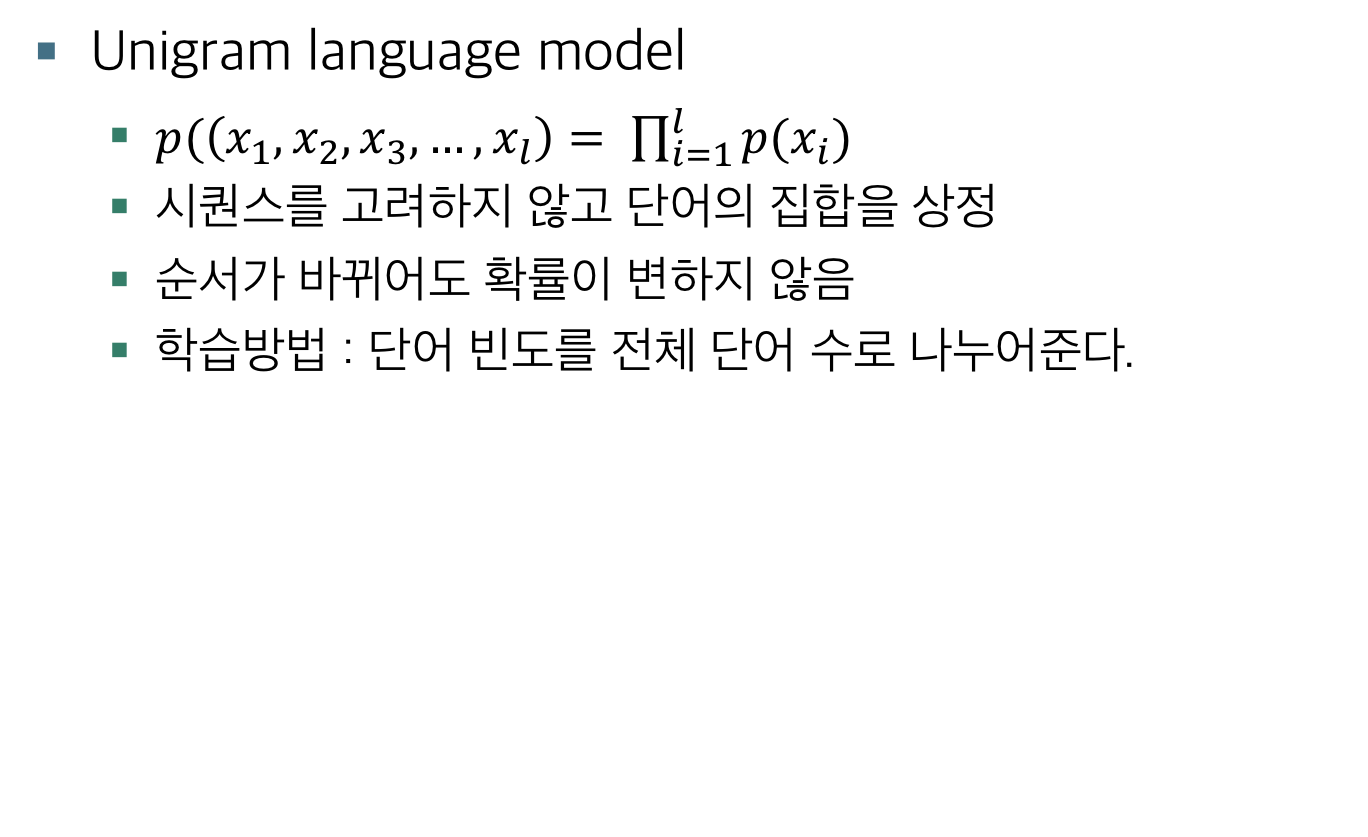 Unigram language model
p((x₁, x₂, x₃, … , xₗ) = ∏ˡᵢ₌₁ p(xᵢ)
시퀀스를 고려하지 않고 단어의 집합을 상정
순서가 바뀌어도 확률이 변하지 않음
학습방법 : 단어 빈도를 전체 단어 수로 나누어준다.